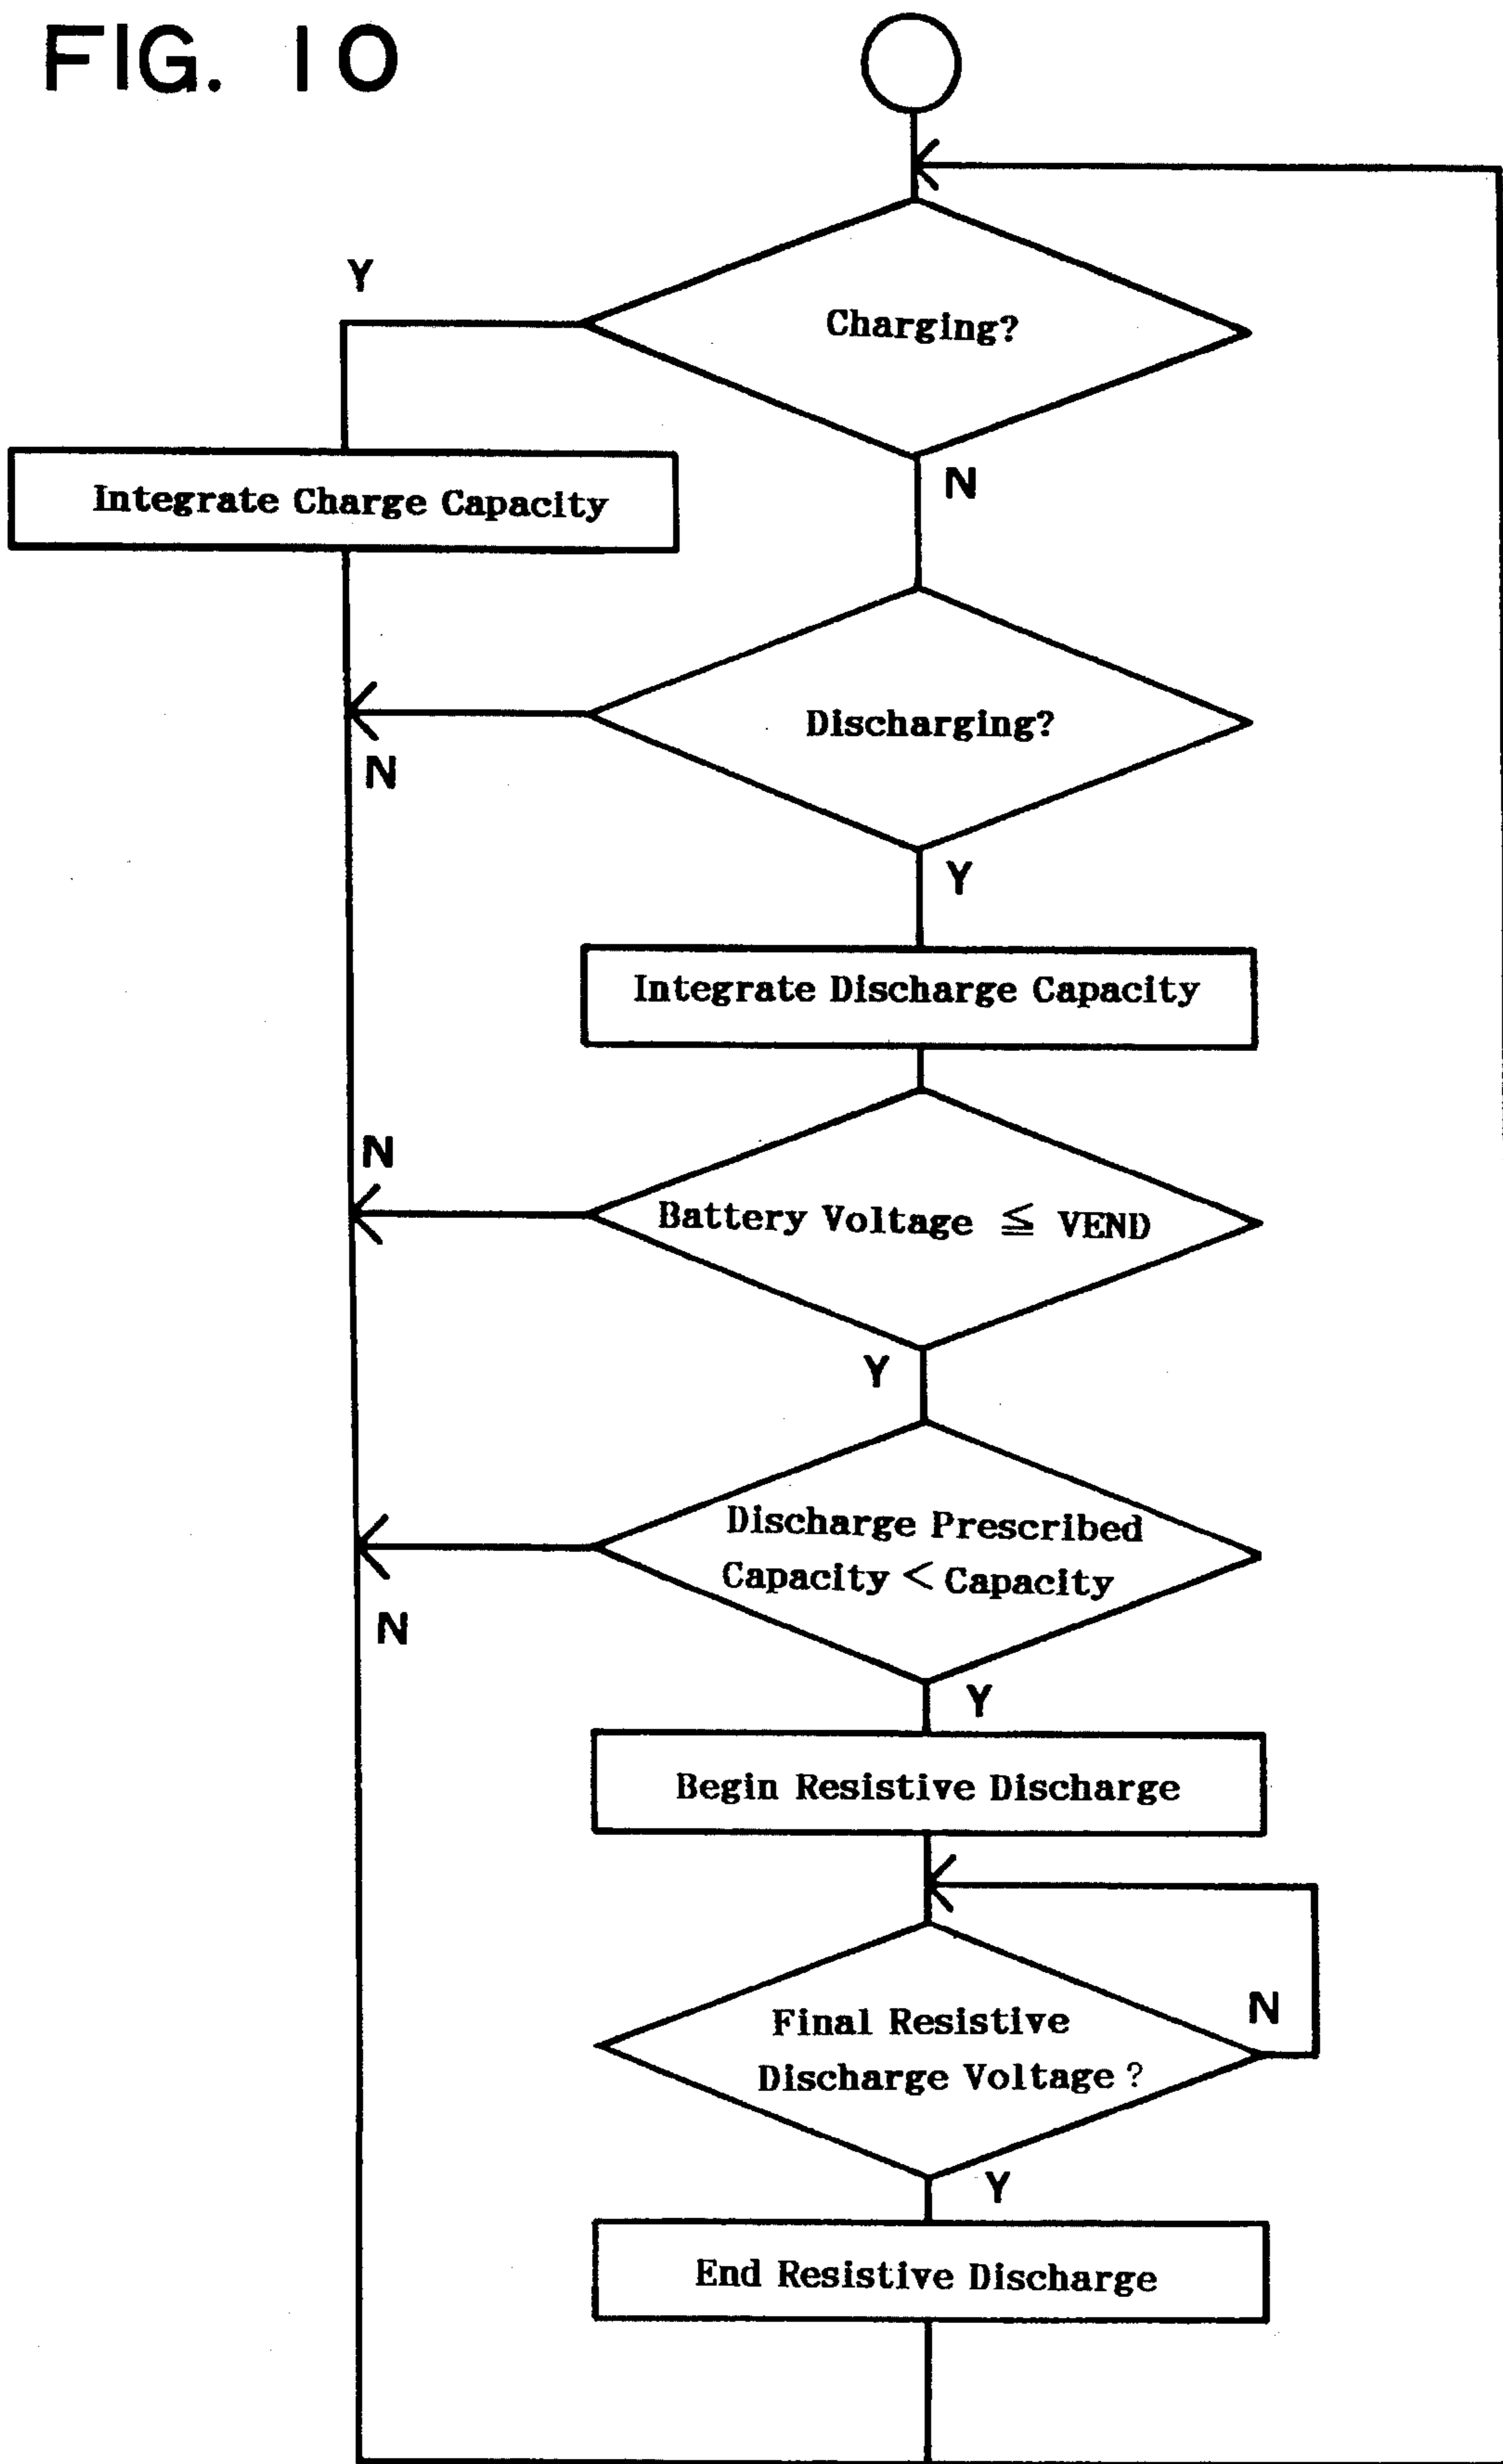 FIG. 10
Y
Charging?
N
Integrate Charge Capacity
Discharging?
N
Y
Integrate Discharge Capacity
N
Battery Voltage ≦ VEND
Y
Discharge Prescribed
Capacity < Capacity
N
Y
Begin Resistive Discharge
N
Final Resistive
Discharge Voltage?
Y
End Resistive Discharge